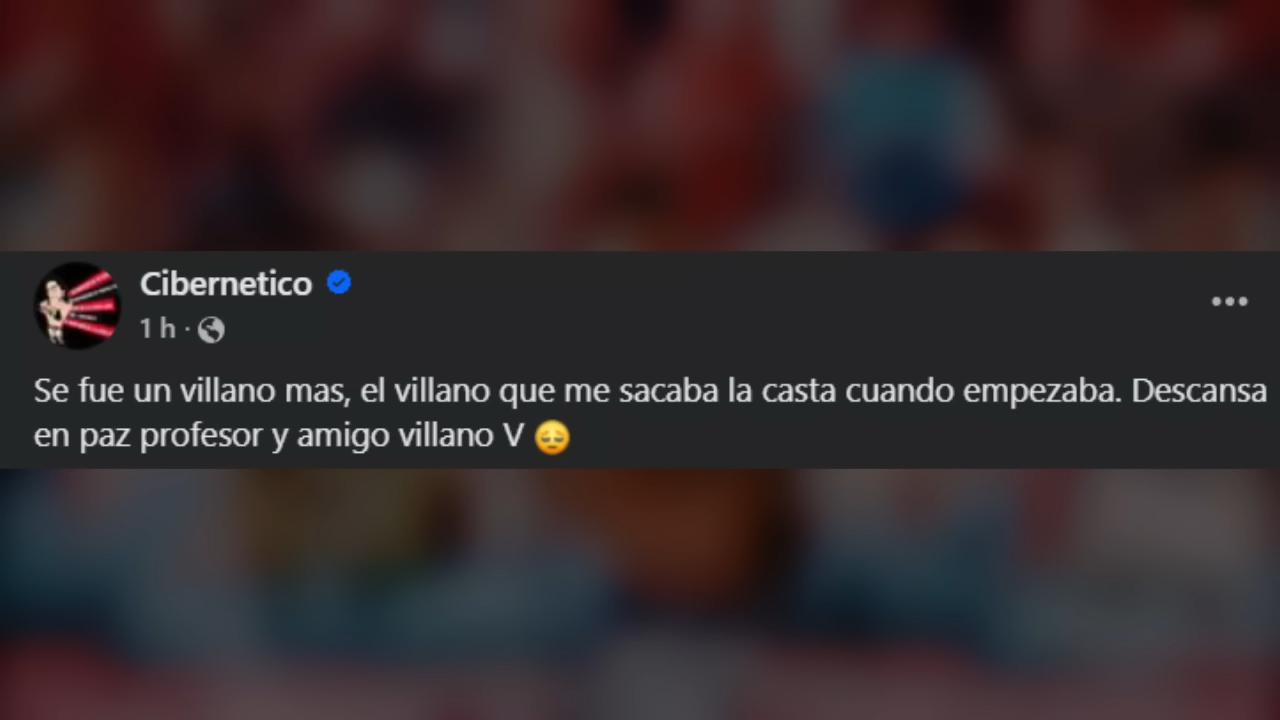 Cibernetico
1 h ·
Se fue un villano mas, el villano que me sacaba la casta cuando empezaba. Descansa
en paz profesor y amigo villano V 😔